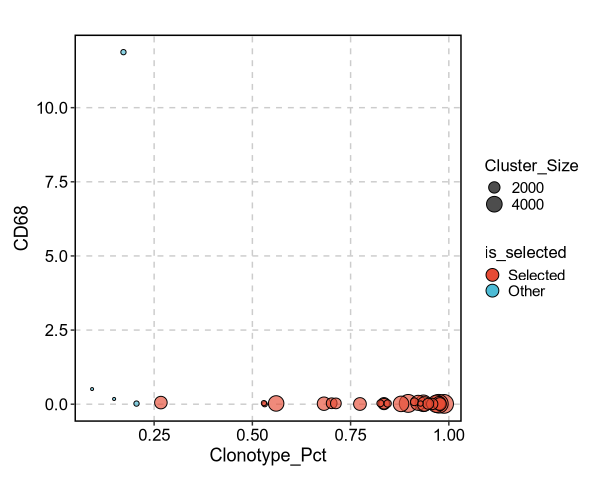 10.0
7.5
5.0
2.5
0.0
CD68
0.25
0.50
0.75
1.00
Clonotype_Pct
Cluster_Size
2000
4000
is_selected
Selected
Other